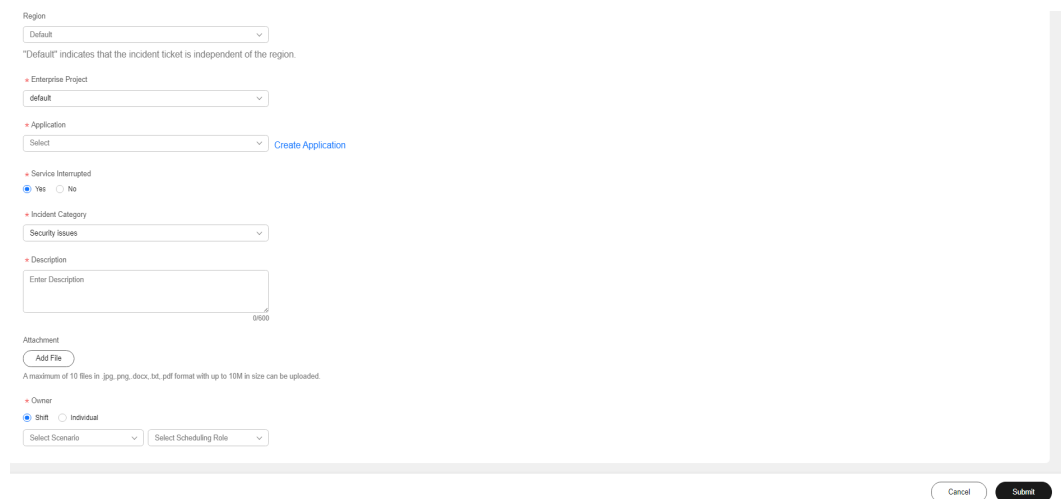 Region
Default
"Default" indicates that the incident ticket is independent of the region.
* Enterprise Project
default
* Application
Select
Create Application
* Service Interrupted
Yes No
* Incident Category
Security issues
* Description
Enter Description
0/600
Attachment
Add File
A maximum of 10 files in .jpg, .png, .docx, .txt, .pdf format with up to 10M in size can be uploaded.
* Owner
Shift Individual
Select Scenario Select Scheduling Role
Cancel Submit